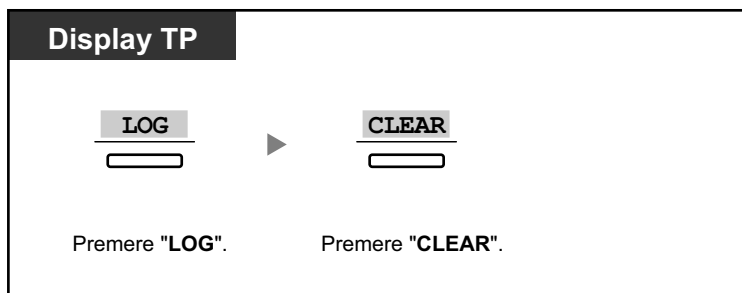 Display TP
LOG
CLEAR
Premere "LOG".
Premere "CLEAR".